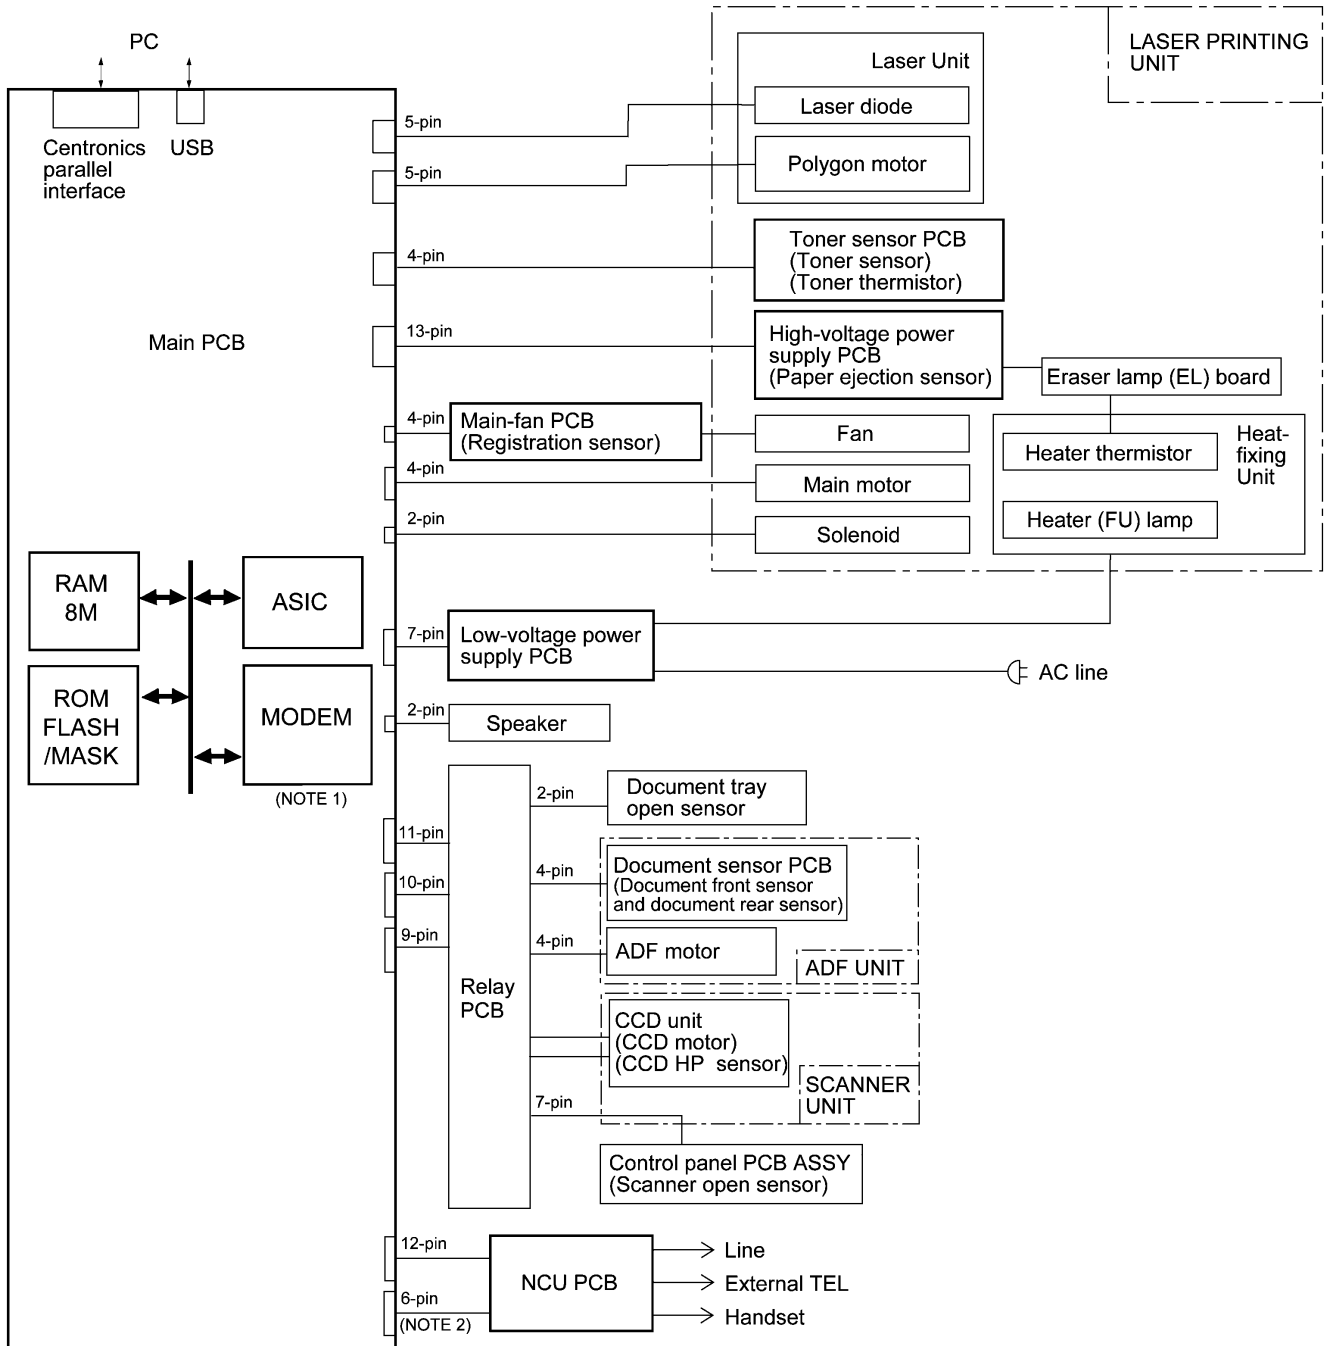 PC
LASER PRINTING
UNIT
Laser Unit
Laser diode
Polygon motor
Centronics
parallel
interface
USB
5-pin
5-pin
Toner sensor PCB
(Toner sensor)
(Toner thermistor)
4-pin
Main PCB
13-pin
High-voltage power
supply PCB
(Paper ejection sensor)
Eraser lamp (EL) board
4-pin
Main-fan PCB
(Registration sensor)
Fan
Heater thermistor
Heat-
fixing
Unit
4-pin
Main motor
2-pin
Solenoid
Heater (FU) lamp
RAM
8M
ASIC
7-pin
Low-voltage power
supply PCB
AC line
ROM
FLASH
/MASK
MODEM
(NOTE 1)
2-pin
Speaker
2-pin
Document tray
open sensor
11-pin
10-pin
9-pin
Relay
PCB
4-pin
Document sensor PCB
(Document front sensor
and document rear sensor)
4-pin
ADF motor
ADF UNIT
CCD unit
(CCD motor)
(CCD HP sensor)
SCANNER
UNIT
7-pin
Control panel PCB ASSY
(Scanner open sensor)
12-pin
6-pin
(NOTE 2)
NCU PCB
Line
External TEL
Handset